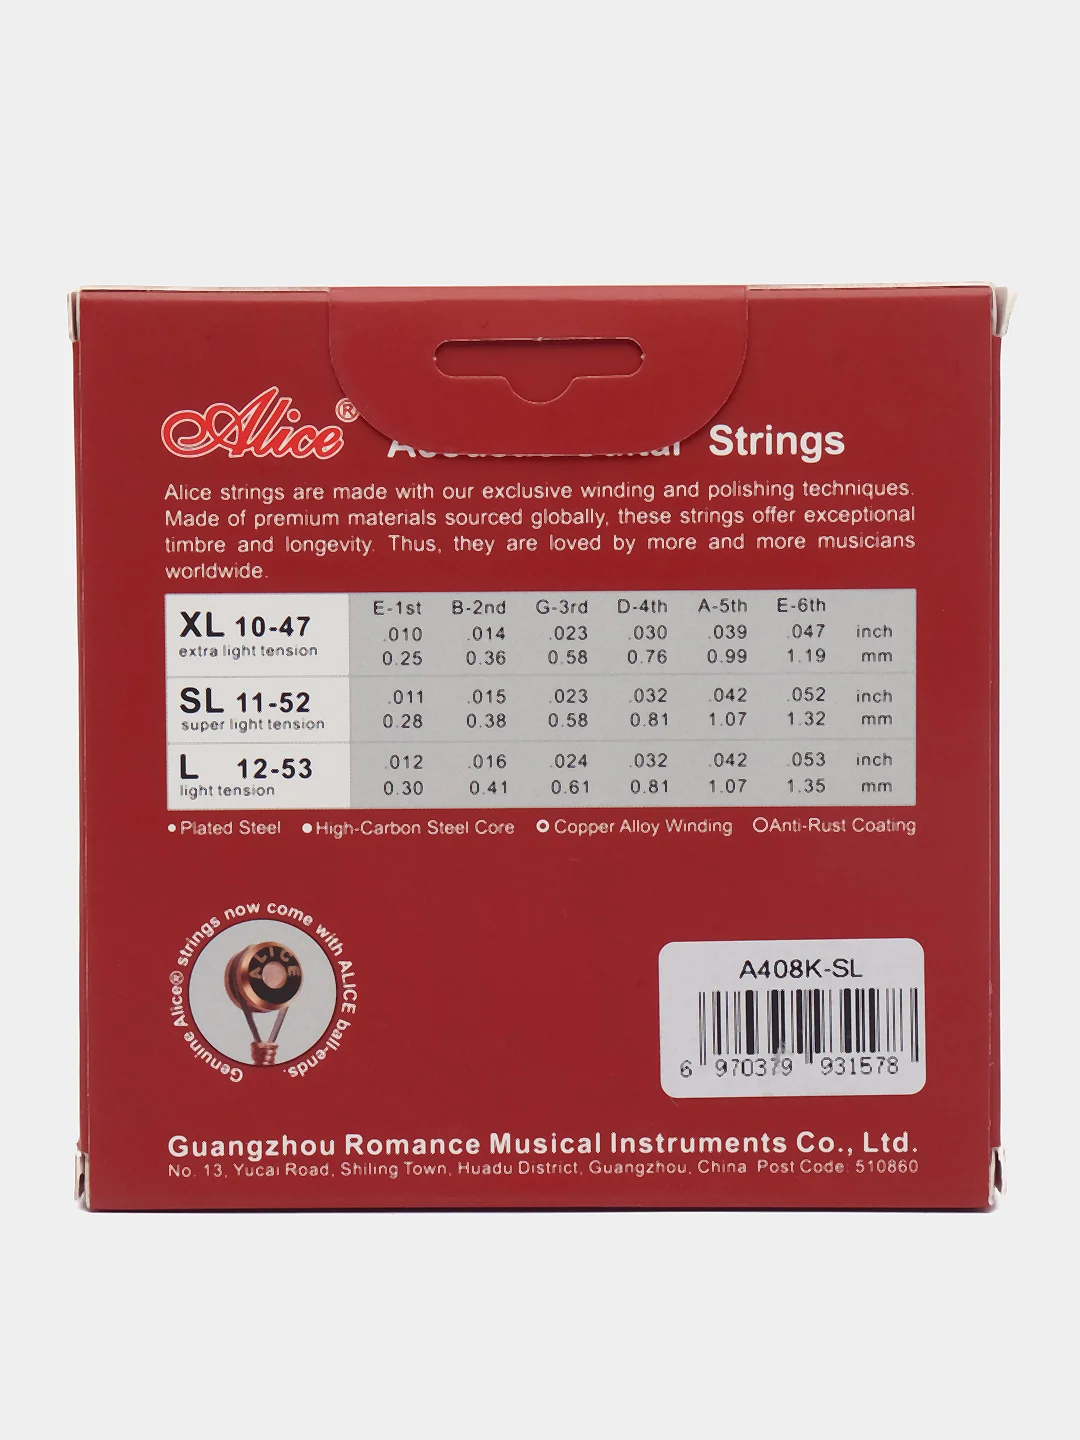 Alice®
Acoustic Guitar Strings
Alice strings are made with our exclusive winding and polishing techniques.
Made of premium materials sourced globally, these strings offer exceptional
timbre and longevity. Thus, they are loved by more and more musicians
worldwide.
E-1st B-2nd G-3rd D-4th A-5th E-6th
XL 10-47 .010 .014 .023 .030 .039 .047 inch
extra light tension 0.25 0.36 0.58 0.76 0.99 1.19 mm
SL 11-52 .011 .015 .023 .032 .042 .052 inch
super light tension 0.28 0.38 0.58 0.81 1.07 1.32 mm
L 12-53 .012 .016 .024 .032 .042 .053 inch
light tension 0.30 0.41 0.61 0.81 1.07 1.35 mm
Plated Steel High-Carbon Steel Core Copper Alloy Winding Anti-Rust Coating
Genuine Alice® strings now come with ALICE ball-ends.
ALICE
A408K-SL
6 970379 931578
Guangzhou Romance Musical Instruments Co., Ltd.
No. 13, Yucai Road, Shiling Town, Huadu District, Guangzhou, China Post Code: 510860